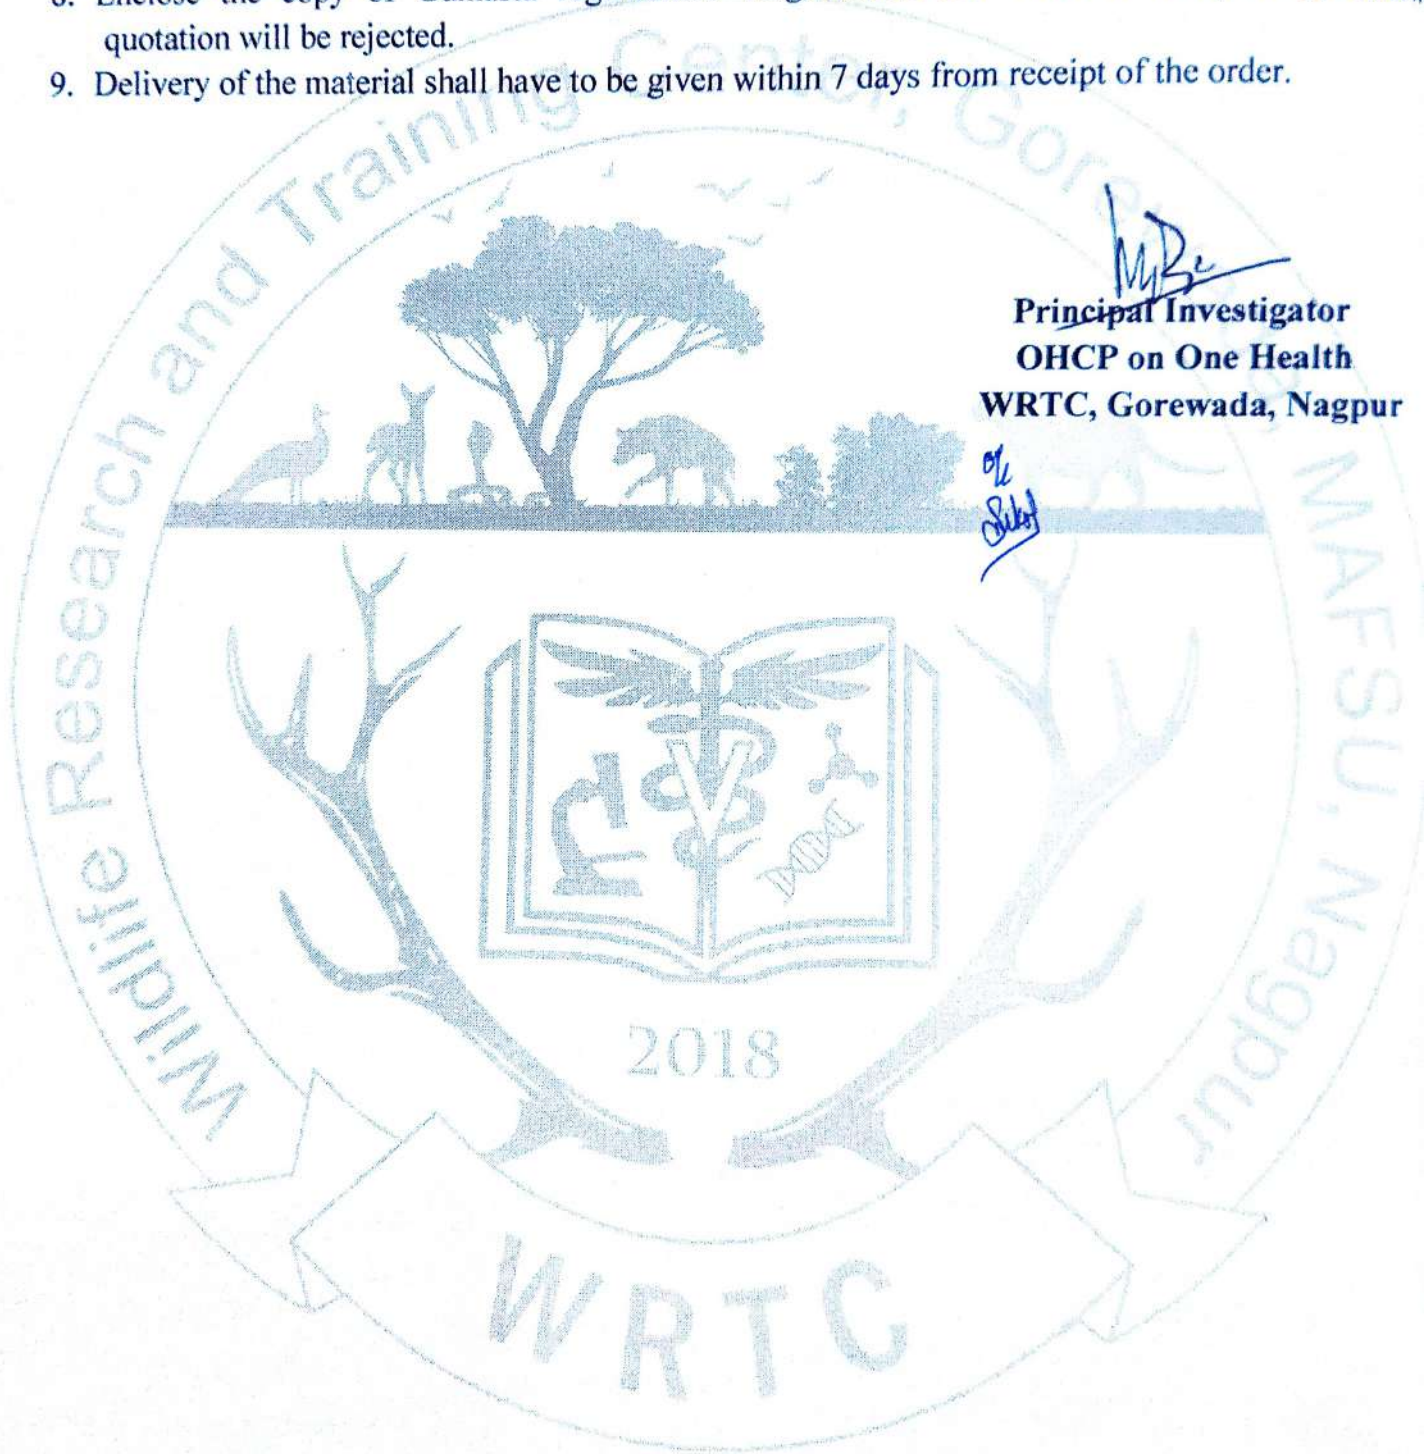 quotation will be rejected.
9. Delivery of the material shall have to be given within 7 days from receipt of the order.
Principal Investigator
OHCP on One Health
WRTC, Gorewada, Nagpur
Wildlife Research and Training Center, Gorewada, MAFSU, Nagpur
2018
WRTC